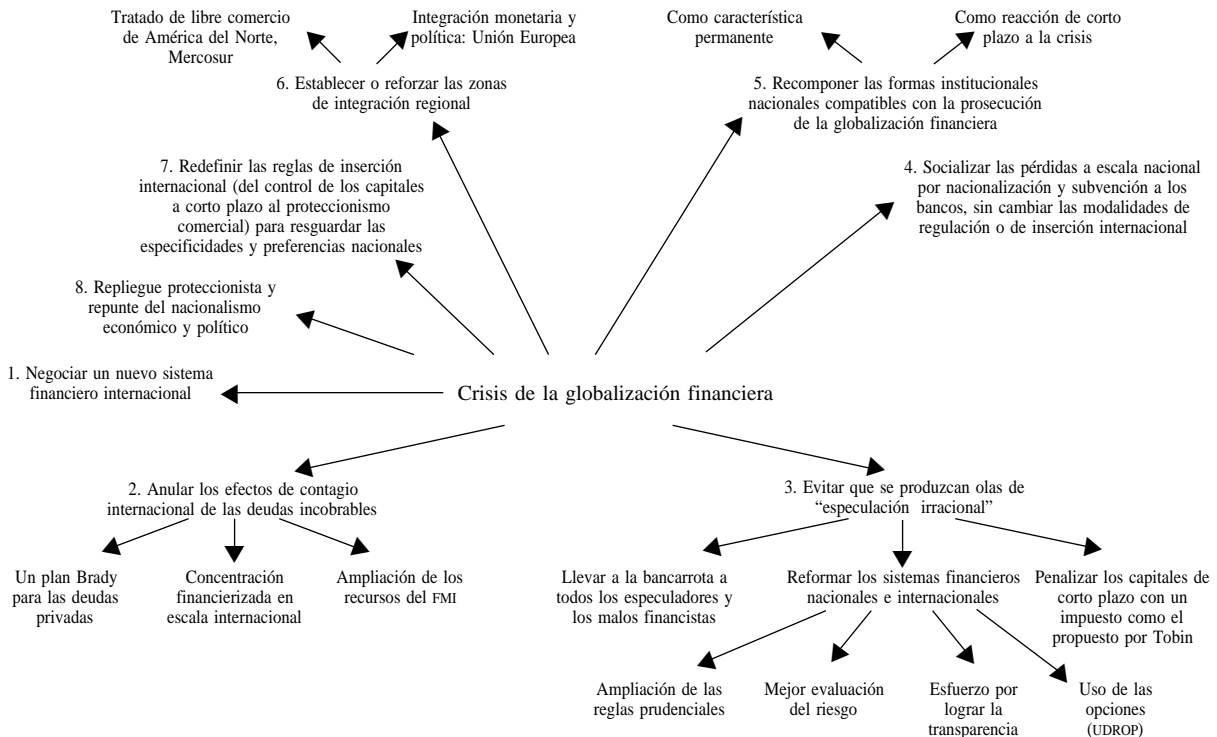 Tratado de libre comercio
de América del Norte,
Mercosur
Integración monetaria y
política: Unión Europea
Como característica
permanente
Como reacción de corto
plazo a la crisis
6. Establecer o reforzar las zonas
de integración regional
5. Recomponer las formas institucionales
nacionales compatibles con la prosecución
de la globalización financiera
7. Redefinir las reglas de inserción
internacional (del control de los capitales
a corto plazo al proteccionismo
comercial) para resguardar las
especificidades y preferencias nacionales
4. Socializar las pérdidas a escala nacional
por nacionalización y subvención a los
bancos, sin cambiar las modalidades de
regulación o de inserción internacional
8. Repliegue proteccionista y
repunte del nacionalismo
económico y político
1. Negociar un nuevo sistema
financiero internacional
Crisis de la globalización financiera
2. Anular los efectos de contagio
internacional de las deudas incobrables
3. Evitar que se produzcan olas de
“especulación irracional”
Un plan Brady
para las deudas
privadas
Concentración
financierizada en
escala internacional
Ampliación de los
recursos del FMI
Llevar a la bancarrota a
todos los especuladores y
los malos financistas
Reformar los sistemas financieros
nacionales e internacionales
Penalizar los capitales de
corto plazo con un
impuesto como el
propuesto por Tobin
Ampliación de las
reglas prudenciales
Mejor evaluación
del riesgo
Esfuerzo por
lograr la
transparencia
Uso de las
opciones
(UDROP)